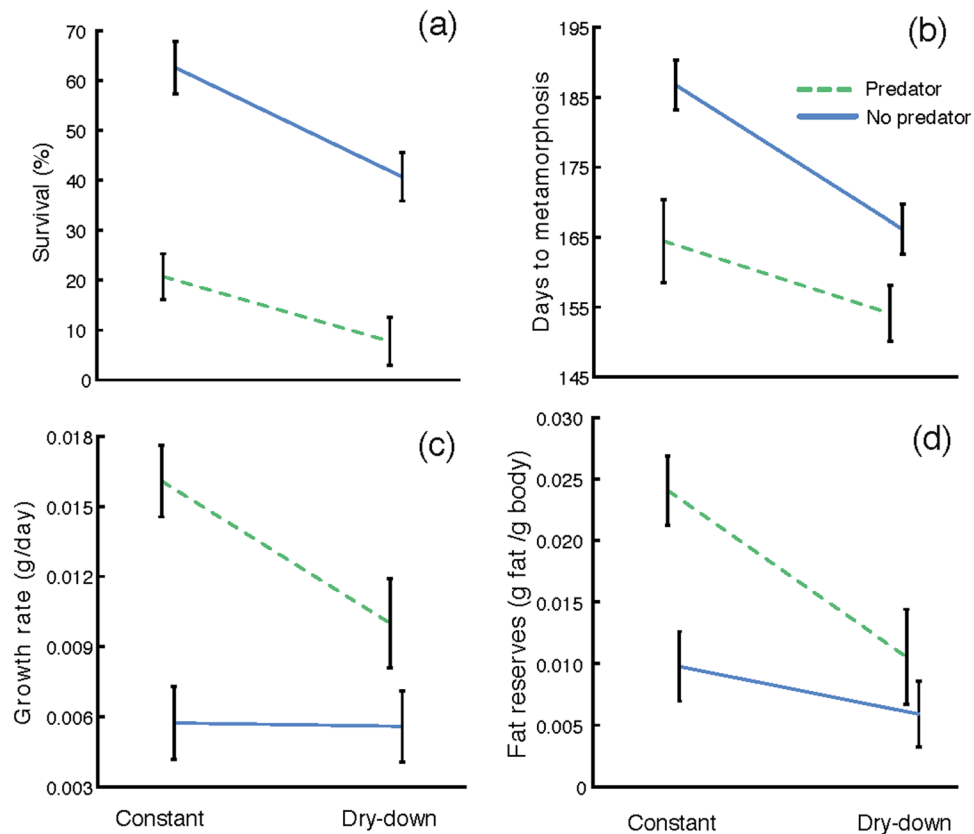 (a)
Survival (%)
70
60
50
40
30
20
10
0
(b)
Days to metamorphosis
195
185
175
165
155
145
Predator
No predator
(c)
Growth rate (g/day)
0.018
0.015
0.012
0.009
0.006
0.003
Constant
Dry-down
(d)
Fat reserves (g fat /g body)
0.030
0.025
0.020
0.015
0.010
0.005
0
Constant
Dry-down